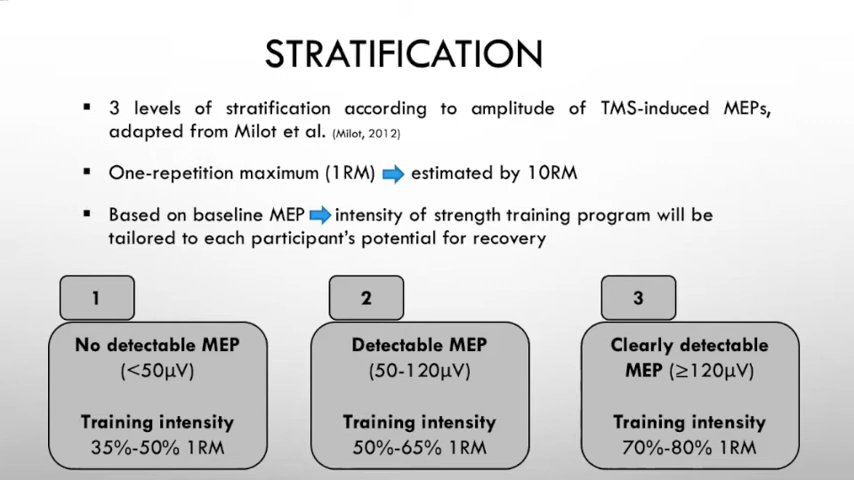 STRATIFICATION
▪ 3 levels of stratification according to amplitude of TMS-induced MEPs,
adapted from Milot et al. (Milot, 2012)
▪ One-repetition maximum (1RM) ➡ estimated by 10RM
▪ Based on baseline MEP ➡ intensity of strength training program will be
tailored to each participant's potential for recovery
1
No detectable MEP
(<50µV)
Training intensity
35%-50% 1RM
2
Detectable MEP
(50-120µV)
Training intensity
50%-65% 1RM
3
Clearly detectable
MEP (≥120µV)
Training intensity
70%-80% 1RM